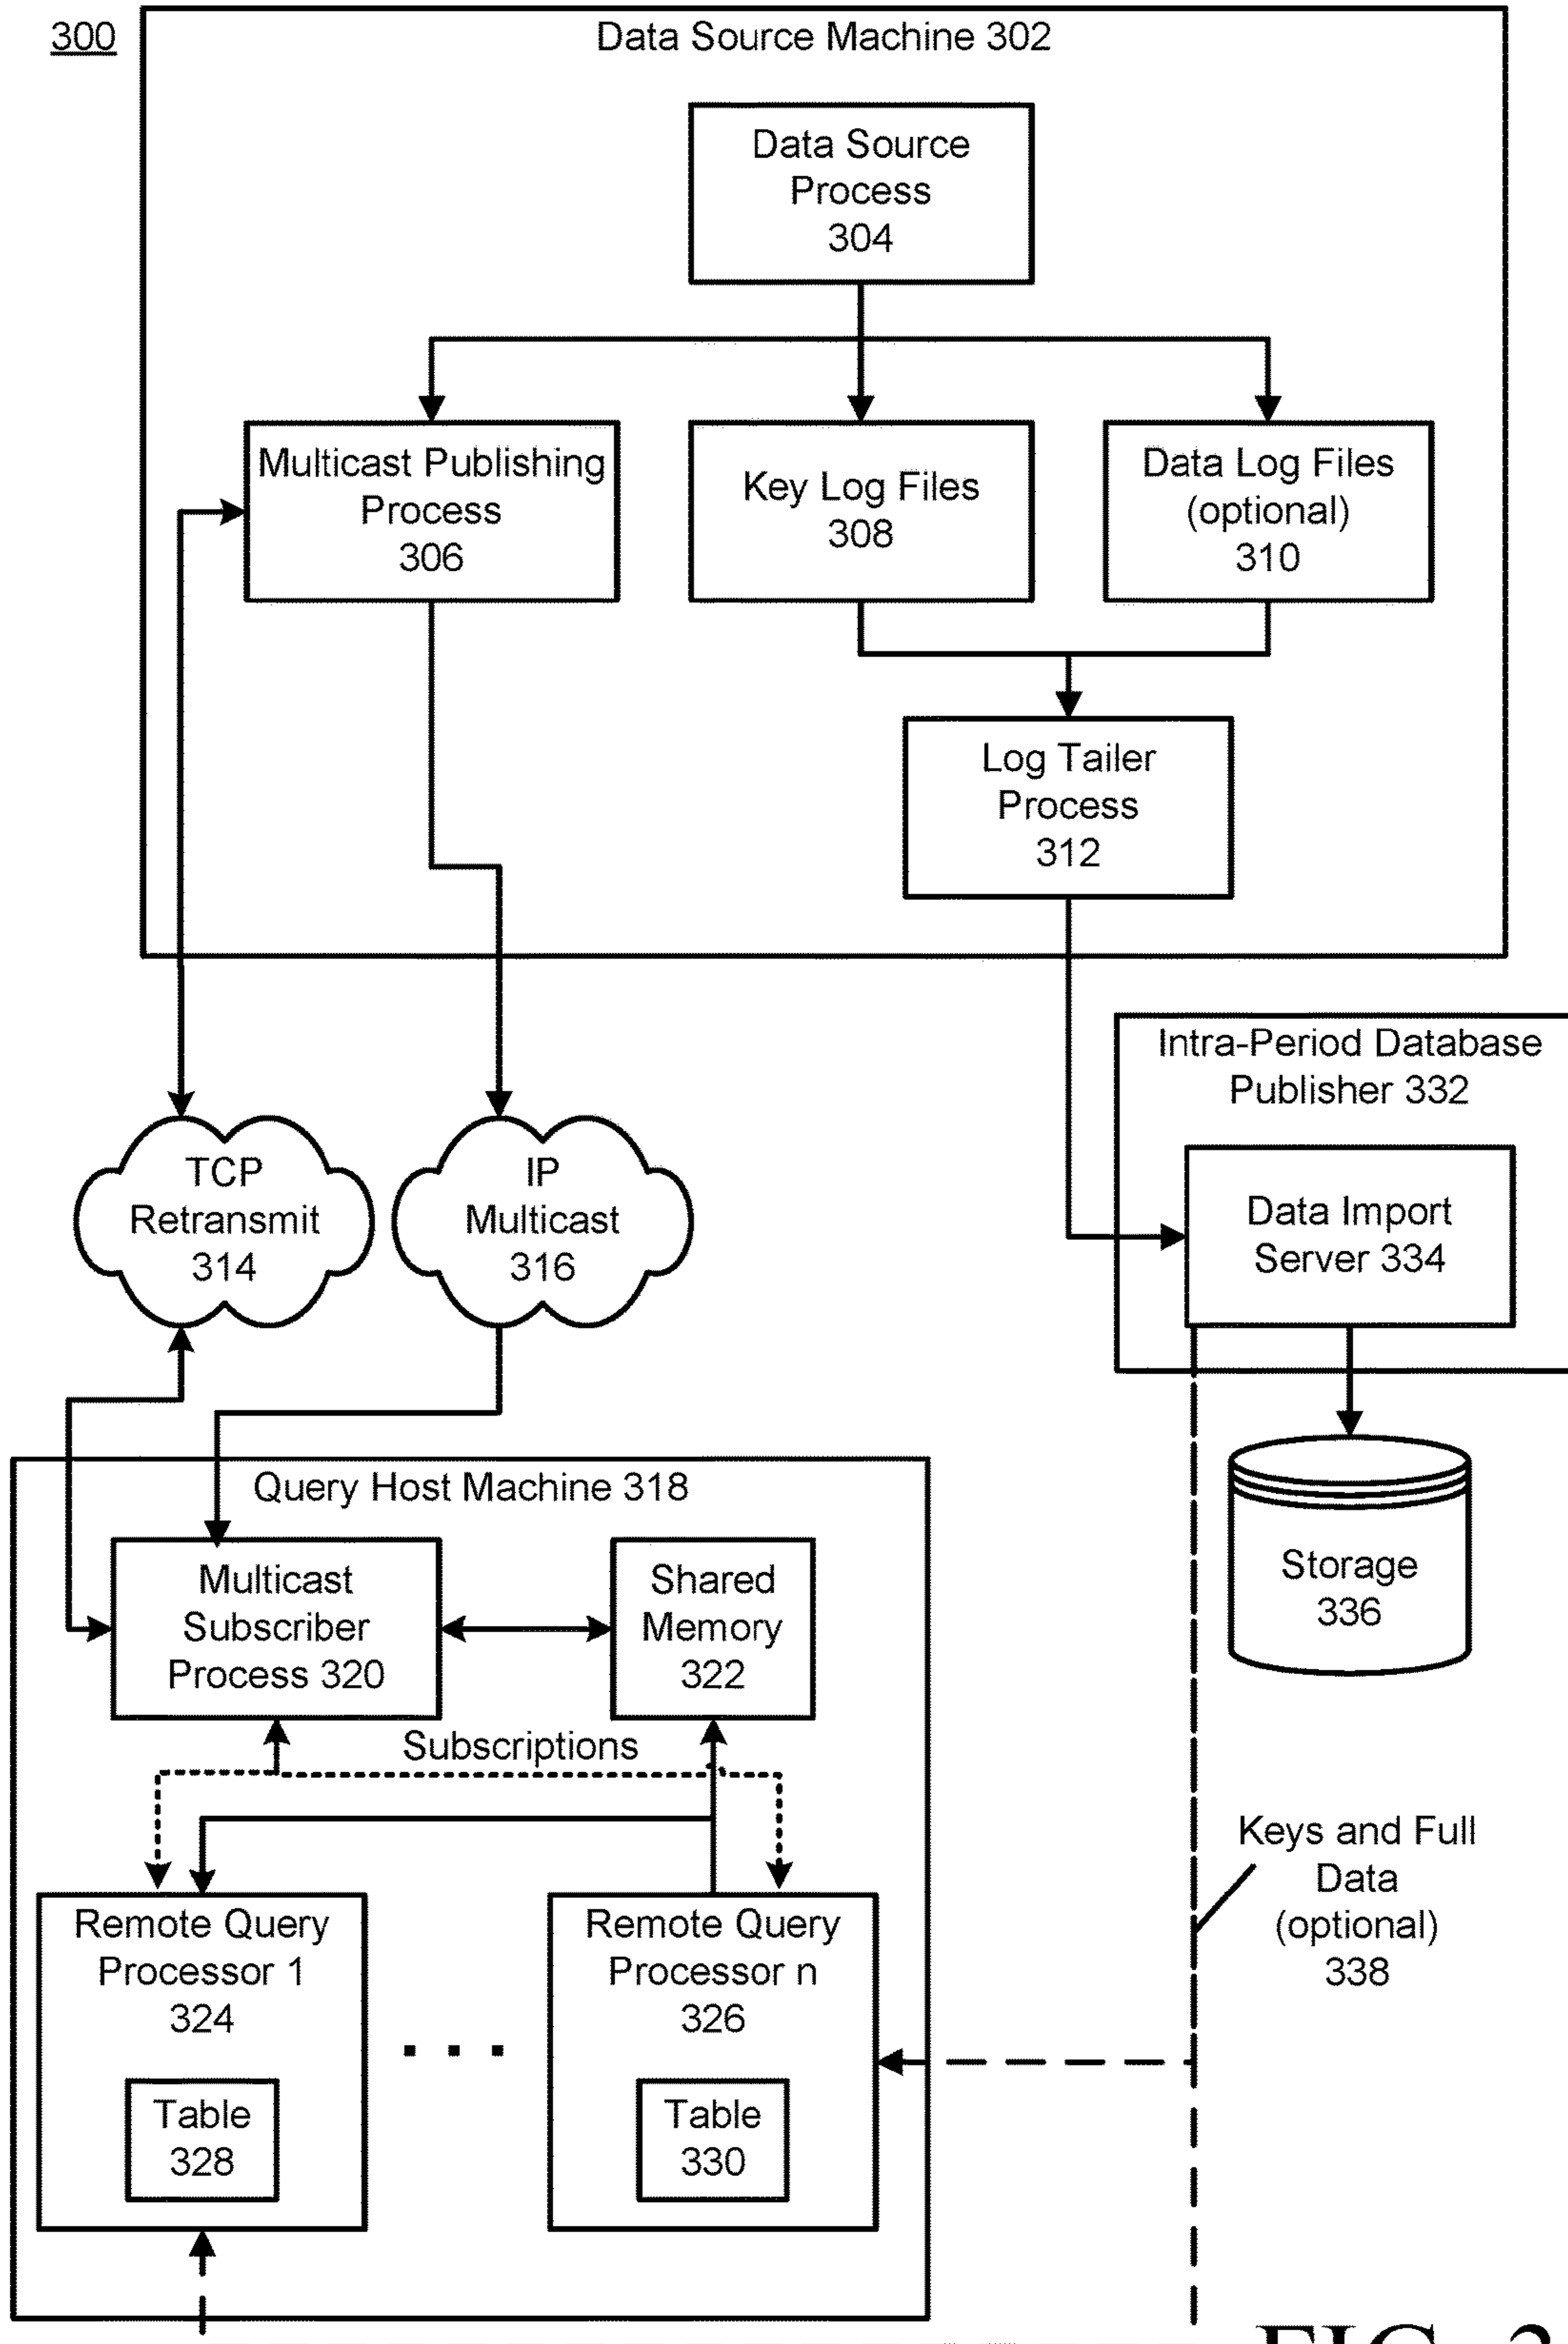 300
Data Source Machine 302
Data Source
Process
304
Multicast Publishing
Process
306
Key Log Files
308
Data Log Files
(optional)
310
Log Tailer
Process
312
TCP
Retransmit
314
IP
Multicast
316
Intra-Period Database
Publisher 332
Data Import
Server 334
Storage
336
Query Host Machine 318
Multicast
Subscriber
Process 320
Shared
Memory
322
Subscriptions
Remote Query
Processor 1
324
Table
328
. . .
Remote Query
Processor n
326
Table
330
Keys and Full
Data
(optional)
338
FIG. 3